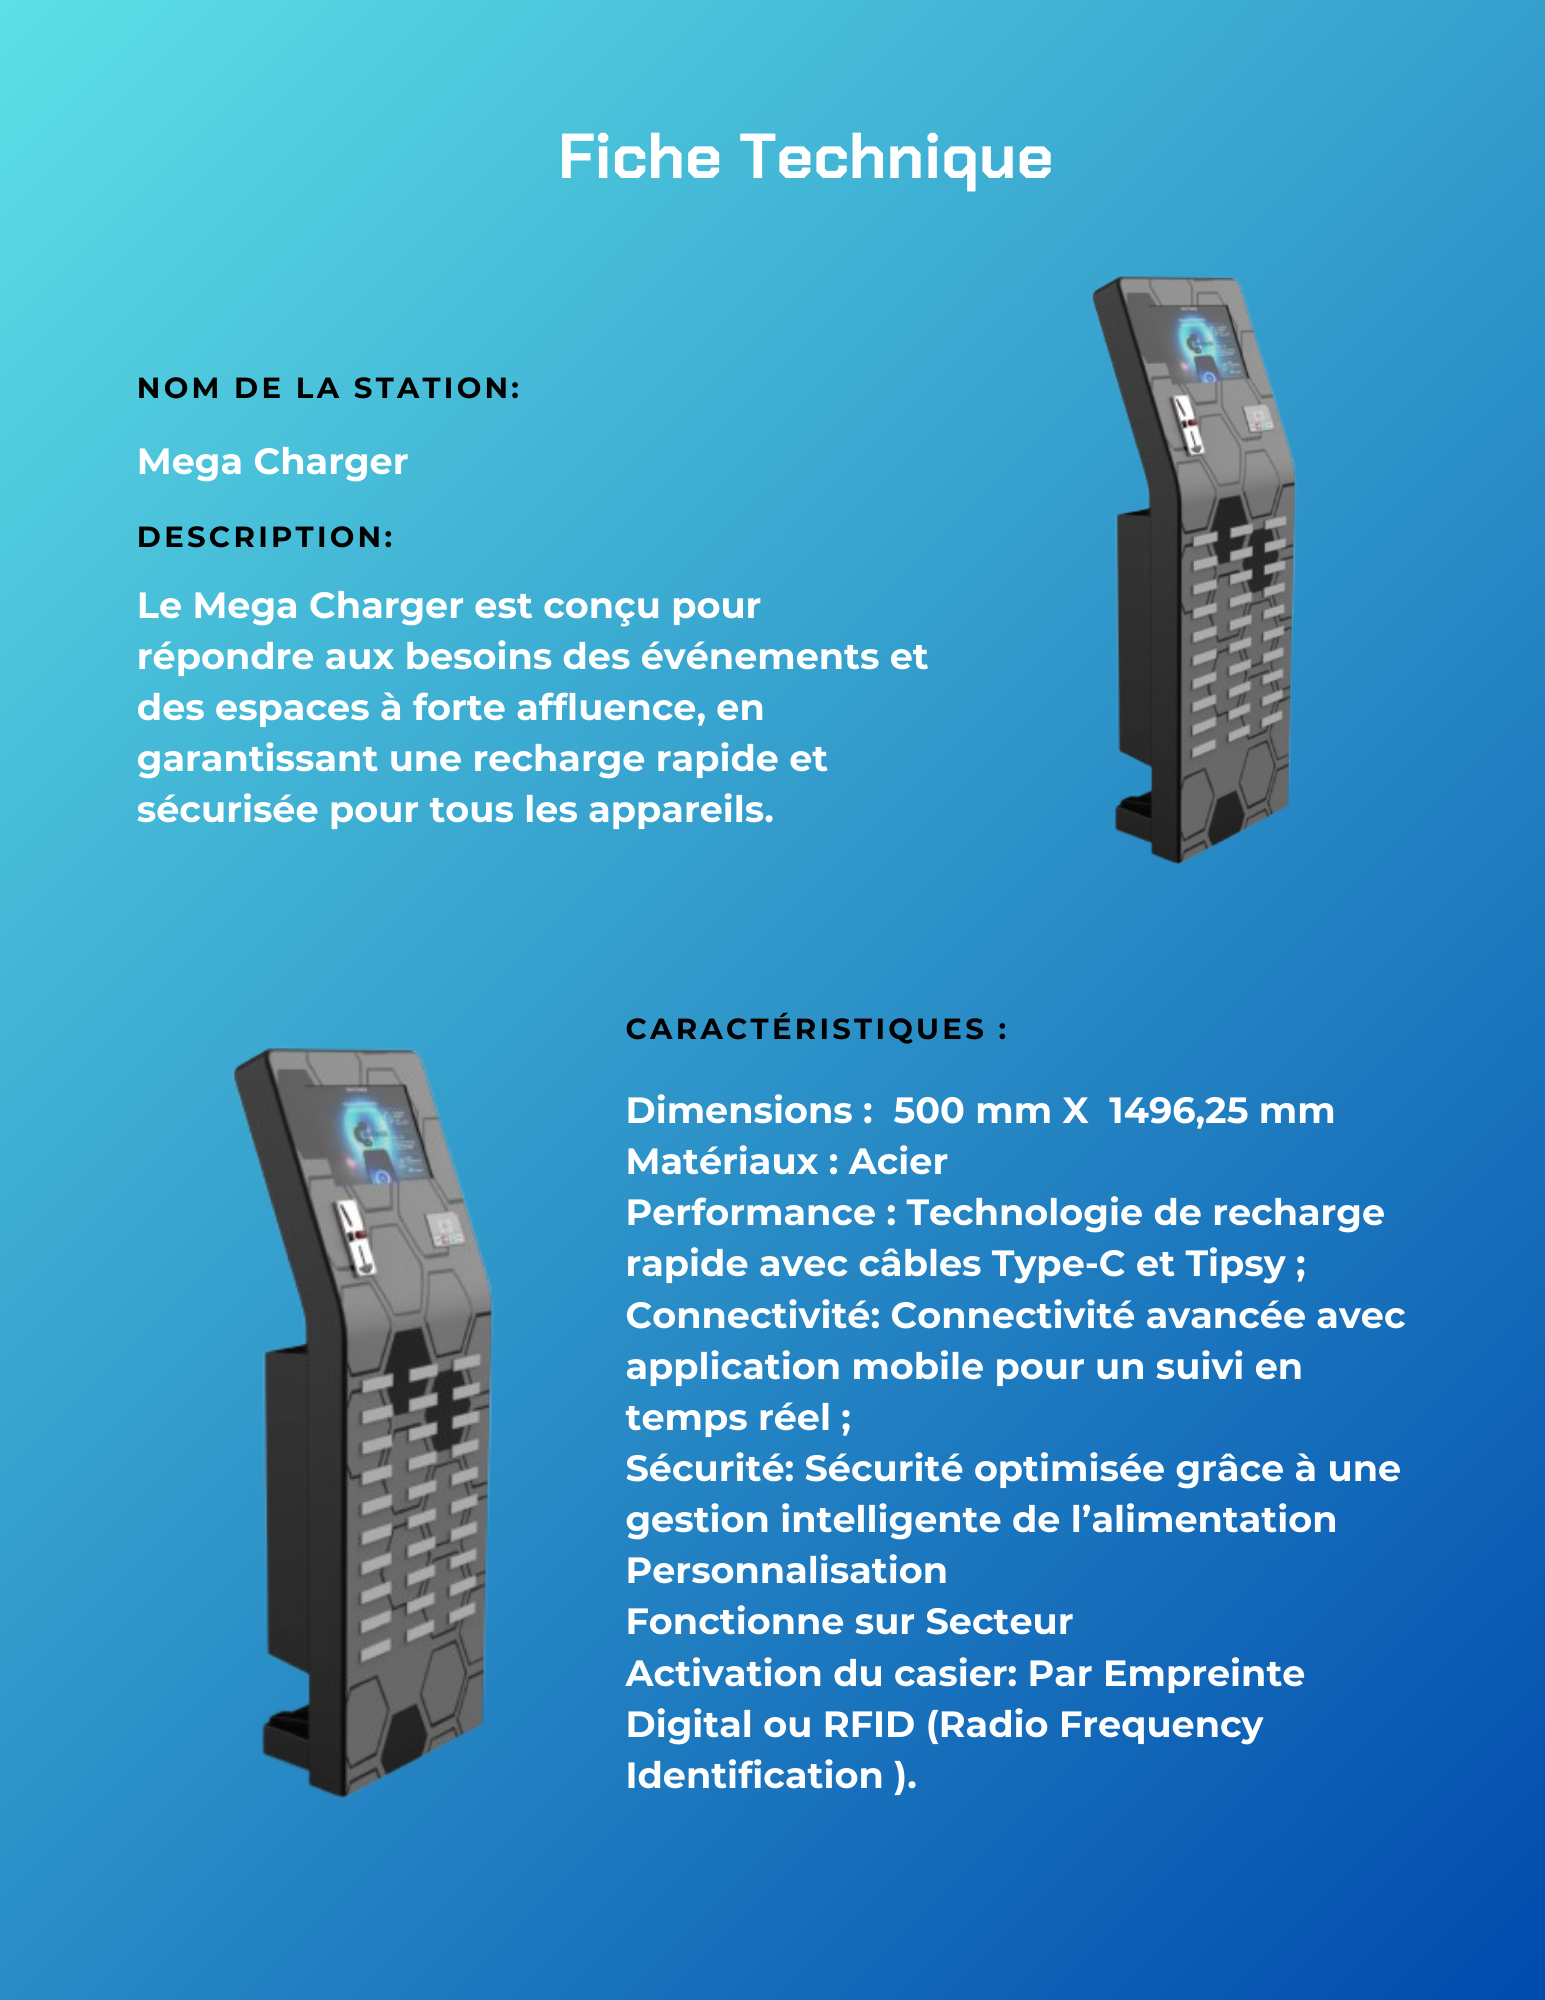 Fiche Technique
NOM DE LA STATION:
Mega Charger
DESCRIPTION:
Le Mega Charger est conçu pour
répondre aux besoins des événements et
des espaces à forte affluence, en
garantissant une recharge rapide et
sécurisée pour tous les appareils.
CARACTÉRISTIQUES :
Dimensions :  500 mm X  1496,25 mm
Matériaux : Acier
Performance : Technologie de recharge
rapide avec câbles Type-C et Tipsy ;
Connectivité: Connectivité avancée avec
application mobile pour un suivi en
temps réel ;
Sécurité: Sécurité optimisée grâce à une
gestion intelligente de l’alimentation
Personnalisation
Fonctionne sur Secteur
Activation du casier: Par Empreinte
Digital ou RFID (Radio Frequency
Identification ).